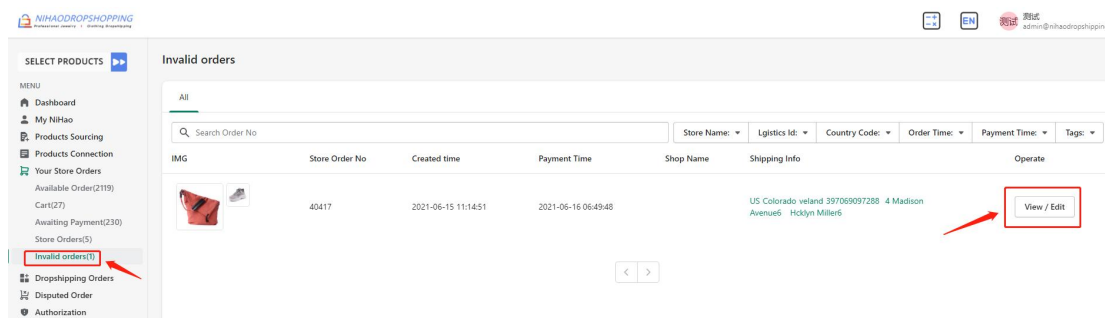 NIHAODROPSHOPPING
EN
测试
测试
admin@nihaodropshippin
SELECT PRODUCTS
Invalid orders
MENU
Dashboard
My NiHao
Products Sourcing
Products Connection
Your Store Orders
Available Order(2119)
Cart(27)
Awaiting Payment(230)
Store Orders(5)
Invalid orders(1)
Dropshipping Orders
Disputed Order
Authorization
All
Search Order No
Store Name:
Lgistics Id:
Country Code:
Order Time:
Payment Time:
Tags:
IMG Store Order No Created time Payment Time Shop Name Shipping Info Operate
40417 2021-06-15 11:14:51 2021-06-16 06:49:48 US Colorado veland 397069097288 4 Madison
Avenue6 Hcklyn Miller6
View / Edit